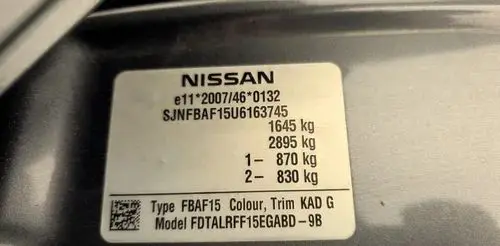 NISSAN
e11*2007/46*0132
SJNFBAF15U6163745
1645 kg
2895 kg
1- 870 kg
2- 830 kg
Type FBAF15 Colour, Trim KAD G
Model FDTALRFF15EGABD-9B